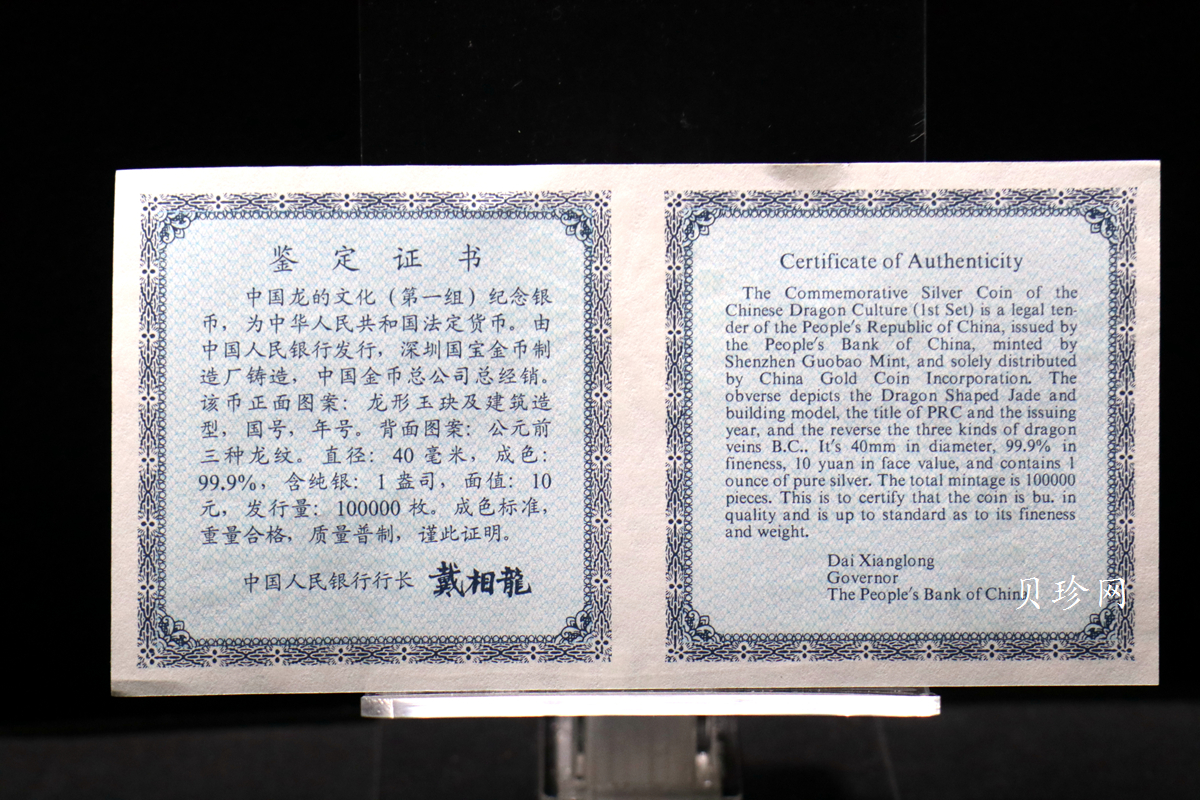 鉴定证书
中国龙的文化（第一组）纪念银
币，为中华人民共和国法定货币。由
中国人民银行发行，深圳国宝金币制
造厂铸造，中国金币总公司总经销。
该币正面图案：龙形玉玦及建筑造
型，国号，年号。背面图案：公元前
三种龙纹。直径：40毫米，成色：
99.9%，含纯银：1盎司，面值：10
元，发行量：100000枚。成色标准，
重量合格，质量普制，谨此证明。
中国人民银行行长 戴相龍
Certificate of Authenticity
The Commemorative Silver Coin of the
Chinese Dragon Culture (1st Set) is a legal ten-
der of the People's Republic of China, issued by
the People's Bank of China, minted by
Shenzhen Guobao Mint, and solely distributed
by China Gold Coin Incorporation. The
obverse depicts the Dragon Shaped Jade and
building model, the title of PRC and the issuing
year, and the reverse the three kinds of dragon
veins B.C.. It's 40mm in diameter, 99.9% in
fineness, 10 yuan in face value, and contains 1
ounce of pure silver. The total mintage is 100000
pieces. This is to certify that the coin is bu. in
quality and is up to standard as to its fineness
and weight.
Dai Xianglong
Governor
The People's Bank of China
贝珍网